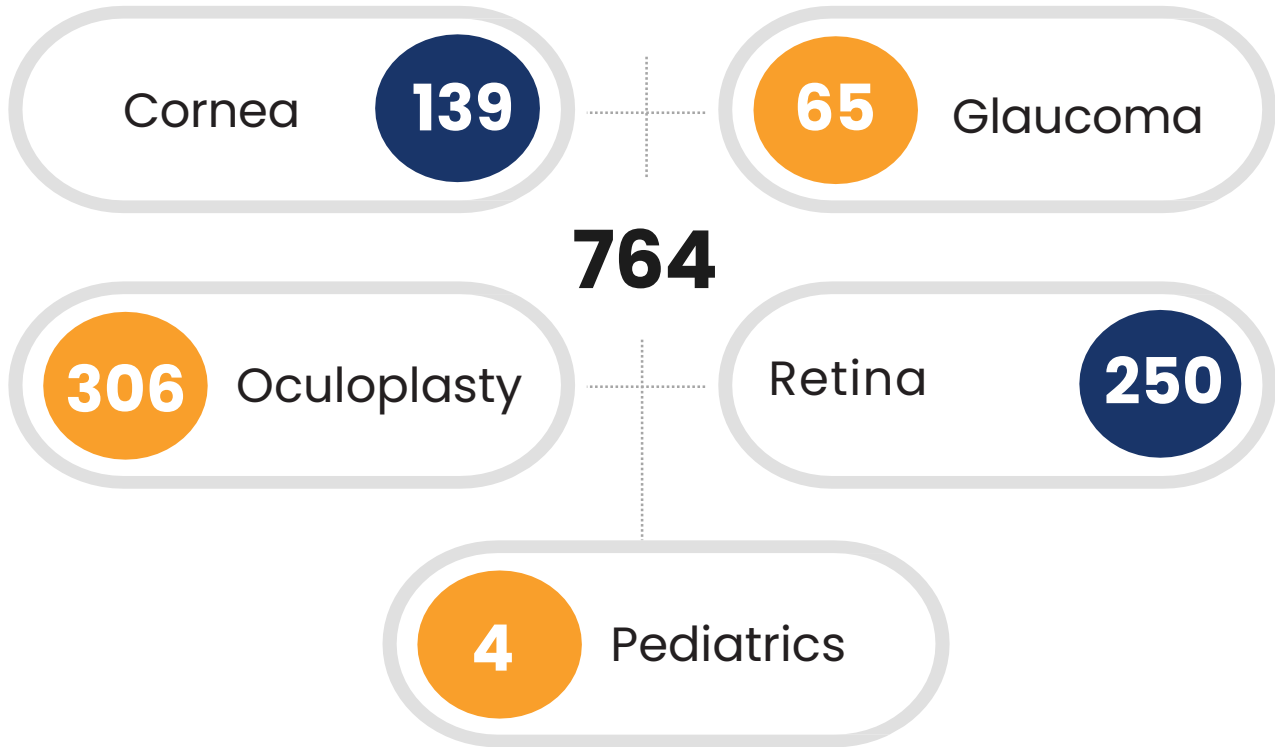 Cornea 139
65 Glaucoma
764
306 Oculoplasty
Retina 250
4 Pediatrics